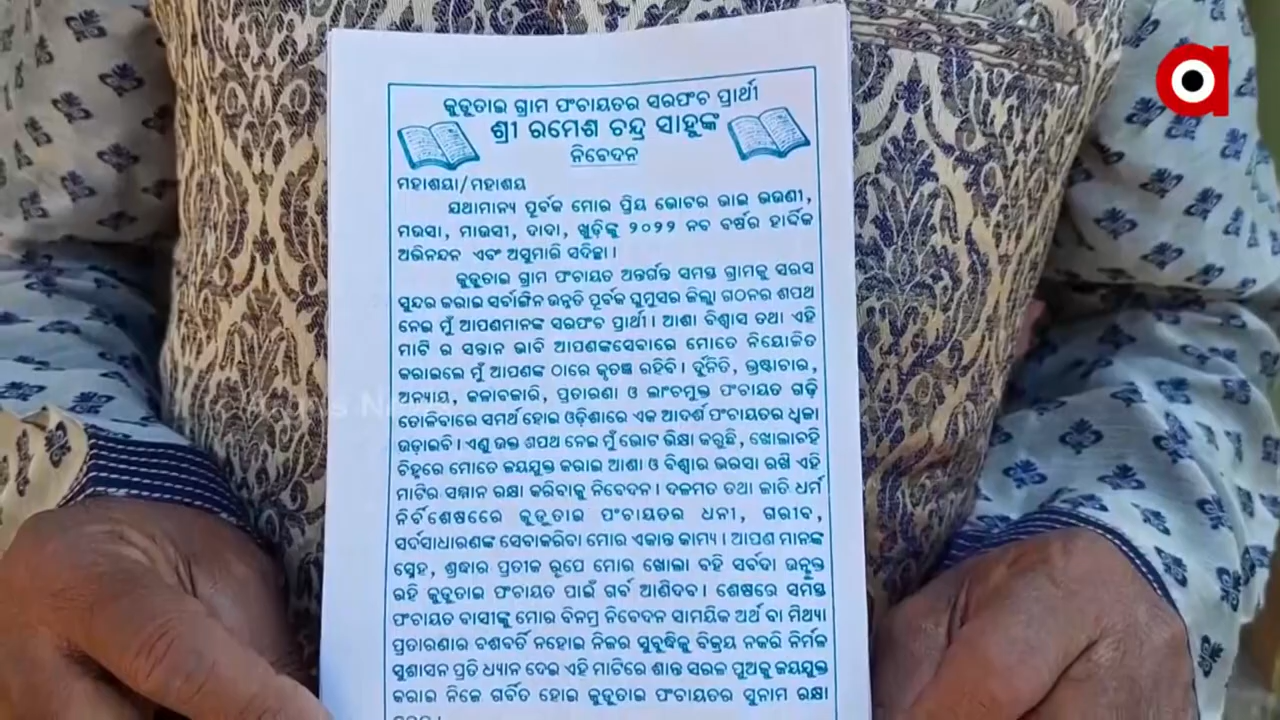 କୁହୁଡାଇ ଗ୍ରାମ ପଂଚାୟତର ସରପଂଚ ପ୍ରାର୍ଥୀ
ଶ୍ରୀ ରମେଶ ଚନ୍ଦ୍ର ସାହୁଙ୍କ
ନିବେଦନ
ମହାଶୟା/ମହାଶୟ
ଯଥାମାନ୍ୟ ପୂର୍ବକ ମୋର ପ୍ରିୟ ଭୋଟର ଭାଇ ଭଉଣୀ,
ମଉସା, ମାଉସୀ, ଦାଦା, ଖୁଡ଼ିଙ୍କୁ ୨୦୨୨ ନବ ବର୍ଷର ହାର୍ଦ୍ଦିକ
ଅଭିନନ୍ଦନ ଏବଂ ଅସୁମାରି ସଦିଚ୍ଛା ।
କୁହୁଡାଇ ଗ୍ରାମ ପଂଚାୟତ ଅନ୍ତର୍ଗତ ସମସ୍ତ ଗ୍ରାମକୁ ସରସ
ସୁନ୍ଦର କରାଇ ସର୍ବାଙ୍ଗିନ ଉନ୍ନତି ପୂର୍ବକ ଘୁମୁସର ଜିଲ୍ଲା ଗଠନର ଶପଥ
ନେଇ ମୁଁ ଆପଣମାନଙ୍କ ସରପଂଚ ପ୍ରାର୍ଥୀ । ଆଶା ବିଶ୍ୱାସ ତଥା ଏହି
ମାଟି ର ସନ୍ତାନ ଭାବି ଆପଣଙ୍କସେବାରେ ମୋତେ ନିୟୋଜିତ
କରାଇଲେ ମୁଁ ଆପଣଙ୍କ ଠାରେ କୃତଜ୍ଞ ରହିବି । ଦୁର୍ନିତି, ଭ୍ରଷ୍ଟାଚାର,
ଅନ୍ୟାୟ, କଳାବଜାରି, ପ୍ରତାରଣା ଓ ଲାଂଚମୁକ୍ତ ପଂଚାୟତ ଗଢ଼ି
ତୋଳିବାରେ ସମର୍ଥ ହୋଇ ଓଡ଼ିଶାରେ ଏକ ଆଦର୍ଶ ପଂଚାୟତର ଧ୍ୱଜା
ଉଡ଼ାଇବି । ଏଣୁ ଉକ୍ତ ଶପଥ ନେଇ ମୁଁ ଭୋଟ ଭିକ୍ଷା କରୁଛି, ଖୋଲାବହି
ଚିହ୍ନରେ ମୋତେ ଜୟଯୁକ୍ତ କରାଇ ଆଶା ଓ ବିଶ୍ୱାର ଭରସା ରଖି ଏହି
ମାଟିର ସମ୍ମାନ ରକ୍ଷା କରିବାକୁ ନିବେଦନ । ଦଳମତ ତଥା ଜାତି ଧର୍ମ
ନିର୍ବିଶେଷରେ କୁହୁଡାଇ ପଂଚାୟତର ଧନୀ, ଗରୀବ,
ସର୍ବସାଧାରଣଙ୍କ ସେବାକରିବା ମୋର ଏକାନ୍ତ କାମ୍ୟ । ଆପଣ ମାନଙ୍କ
ସ୍ନେହ, ଶ୍ରଦ୍ଧାର ପ୍ରତୀକ ରୂପେ ମୋର ଖୋଲା ବହି ସର୍ବଦା ଉନ୍ମୁକ୍ତ
ରହି କୁହୁଡାଇ ପଂଚାୟତ ପାଇଁ ଗର୍ବ ଆଣିଦବ । ଶେଷରେ ସମସ୍ତ
ପଂଚାୟତ ବାସୀଙ୍କୁ ମୋର ବିନମ୍ର ନିବେଦନ ସାମୟିକ ଅର୍ଥ ବା ମିଥ୍ୟା
ପ୍ରତାରଣାର ବଶବର୍ତି ନହୋଇ ନିଜର ସୁବୁଦ୍ଧିକୁ ବିକ୍ରୟ ନକରି ନିର୍ମଳ
ସୁଶାସନ ପ୍ରତି ଧ୍ୟାନ ଦେଇ ଏହି ମାଟିରେ ଶାନ୍ତ ସରଳ ପୁଅକୁ ଜୟଯୁକ୍ତ
କରାଇ ନିଜେ ଗର୍ବିତ ହୋଇ କୁହୁଡାଇ ପଂଚାୟତର ସୁନାମ ରକ୍ଷା